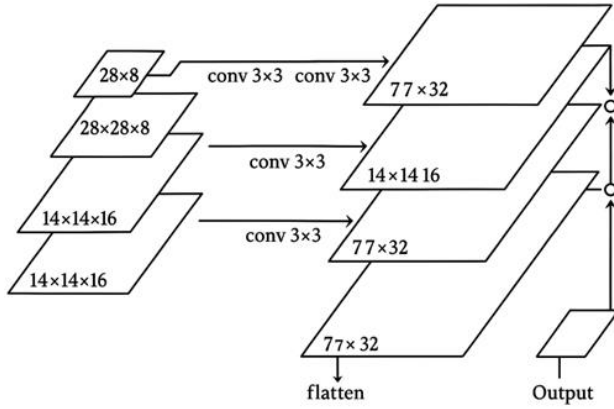 28×8
28×28×8
14×14×16
14×14×16
conv 3×3 conv 3×3
conv 3×3
conv 3×3
77×32
14×14 16
77×32
77×32
flatten
Output